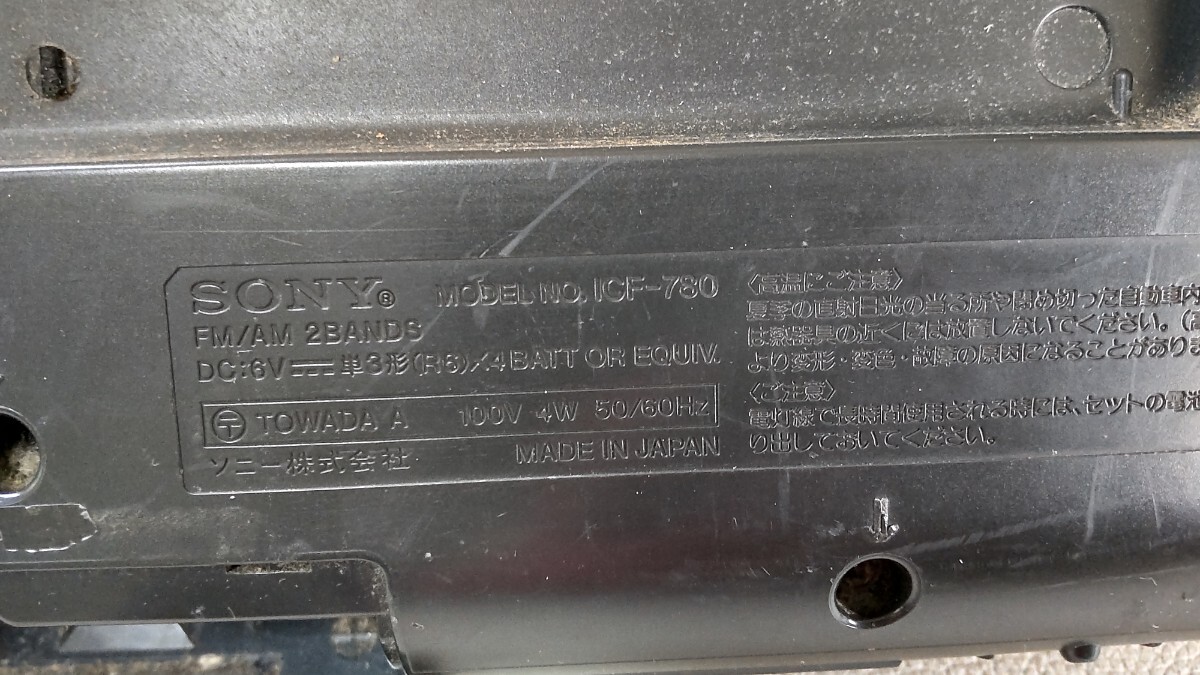 SONY® MODEL NO. ICF-780
FM/AM 2BANDS
DC:6V 単3形(R6)×4 BATT OR EQUIV.
〒 TOWADA A 100V 4W 50/60Hz
ソニー株式会社 MADE IN JAPAN
〈高温にご注意〉
夏季の直射日光の当る所や閉め切った自動車内
は熱器具の近くには放置しないでください。(
より変形・変色・故障の原因になることがありま
〈ご注意〉
電灯線で長時間使用される時には、セットの電池
り出しておいてください。